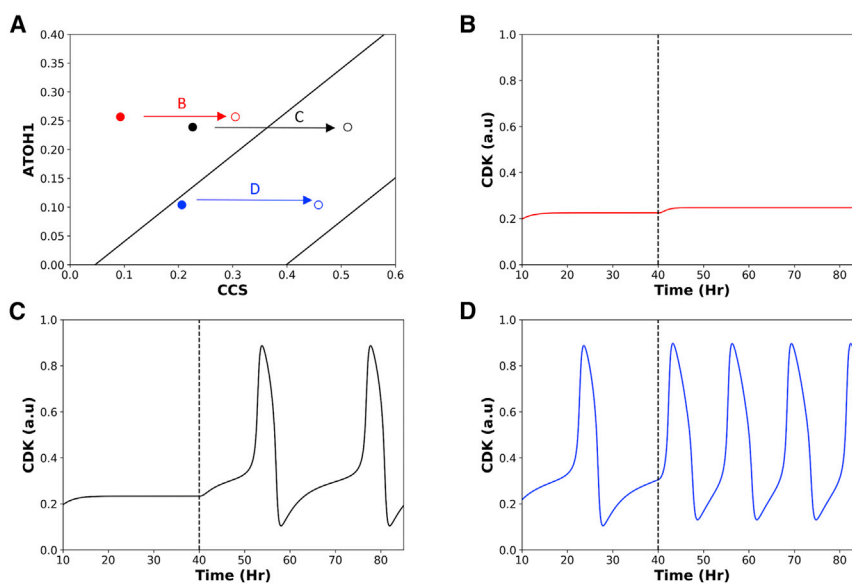 A
0.40
0.35
0.30
0.25
0.20
0.15
0.10
0.05
0.00
ATOH1
B
C
D
0.0 0.1 0.2 0.3 0.4 0.5 0.6
CCS
B
1.0
0.8
0.6
0.4
0.2
0.0
CDK (a.u)
10 20 30 40 50 60 70 80
Time (Hr)
C
1.0
0.8
0.6
0.4
0.2
0.0
CDK (a.u)
10 20 30 40 50 60 70 80
Time (Hr)
D
1.0
0.8
0.6
0.4
0.2
0.0
CDK (a.u)
10 20 30 40 50 60 70 80
Time (Hr)